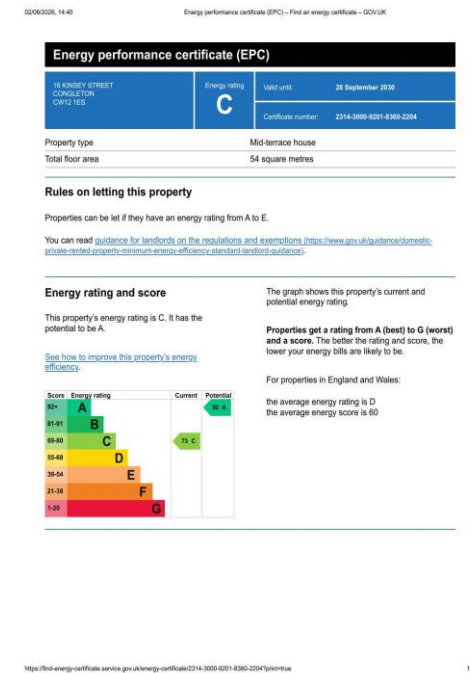 02/06/2026, 14:40 Energy performance certificate (EPC) – Find an energy certificate – GOV.UK
Energy performance certificate (EPC)
16 KINSEY STREET
CONGLETON
CW12 1ES
Energy rating
C
Valid until: 28 September 2030
Certificate number: 2314-3000-9201-8360-2204
Property type Mid-terrace house
Total floor area 54 square metres
Rules on letting this property
Properties can be let if they have an energy rating from A to E.
You can read guidance for landlords on the regulations and exemptions (https://www.gov.uk/guidance/domestic-
private-rented-property-minimum-energy-efficiency-standard-landlord-guidance).
Energy rating and score
This property's energy rating is C. It has the
potential to be A.
See how to improve this property's energy
efficiency.
Score Energy rating Current Potential
92+ A 92 A
81-91 B
69-80 C 73 C
55-68 D
39-54 E
21-38 F
1-20 G
The graph shows this property's current and
potential energy rating.
Properties get a rating from A (best) to G (worst)
and a score. The better the rating and score, the
lower your energy bills are likely to be.
For properties in England and Wales:
the average energy rating is D
the average energy score is 60
https://find-energy-certificate.service.gov.uk/energy-certificate/2314-3000-9201-8360-2204?print=true 1